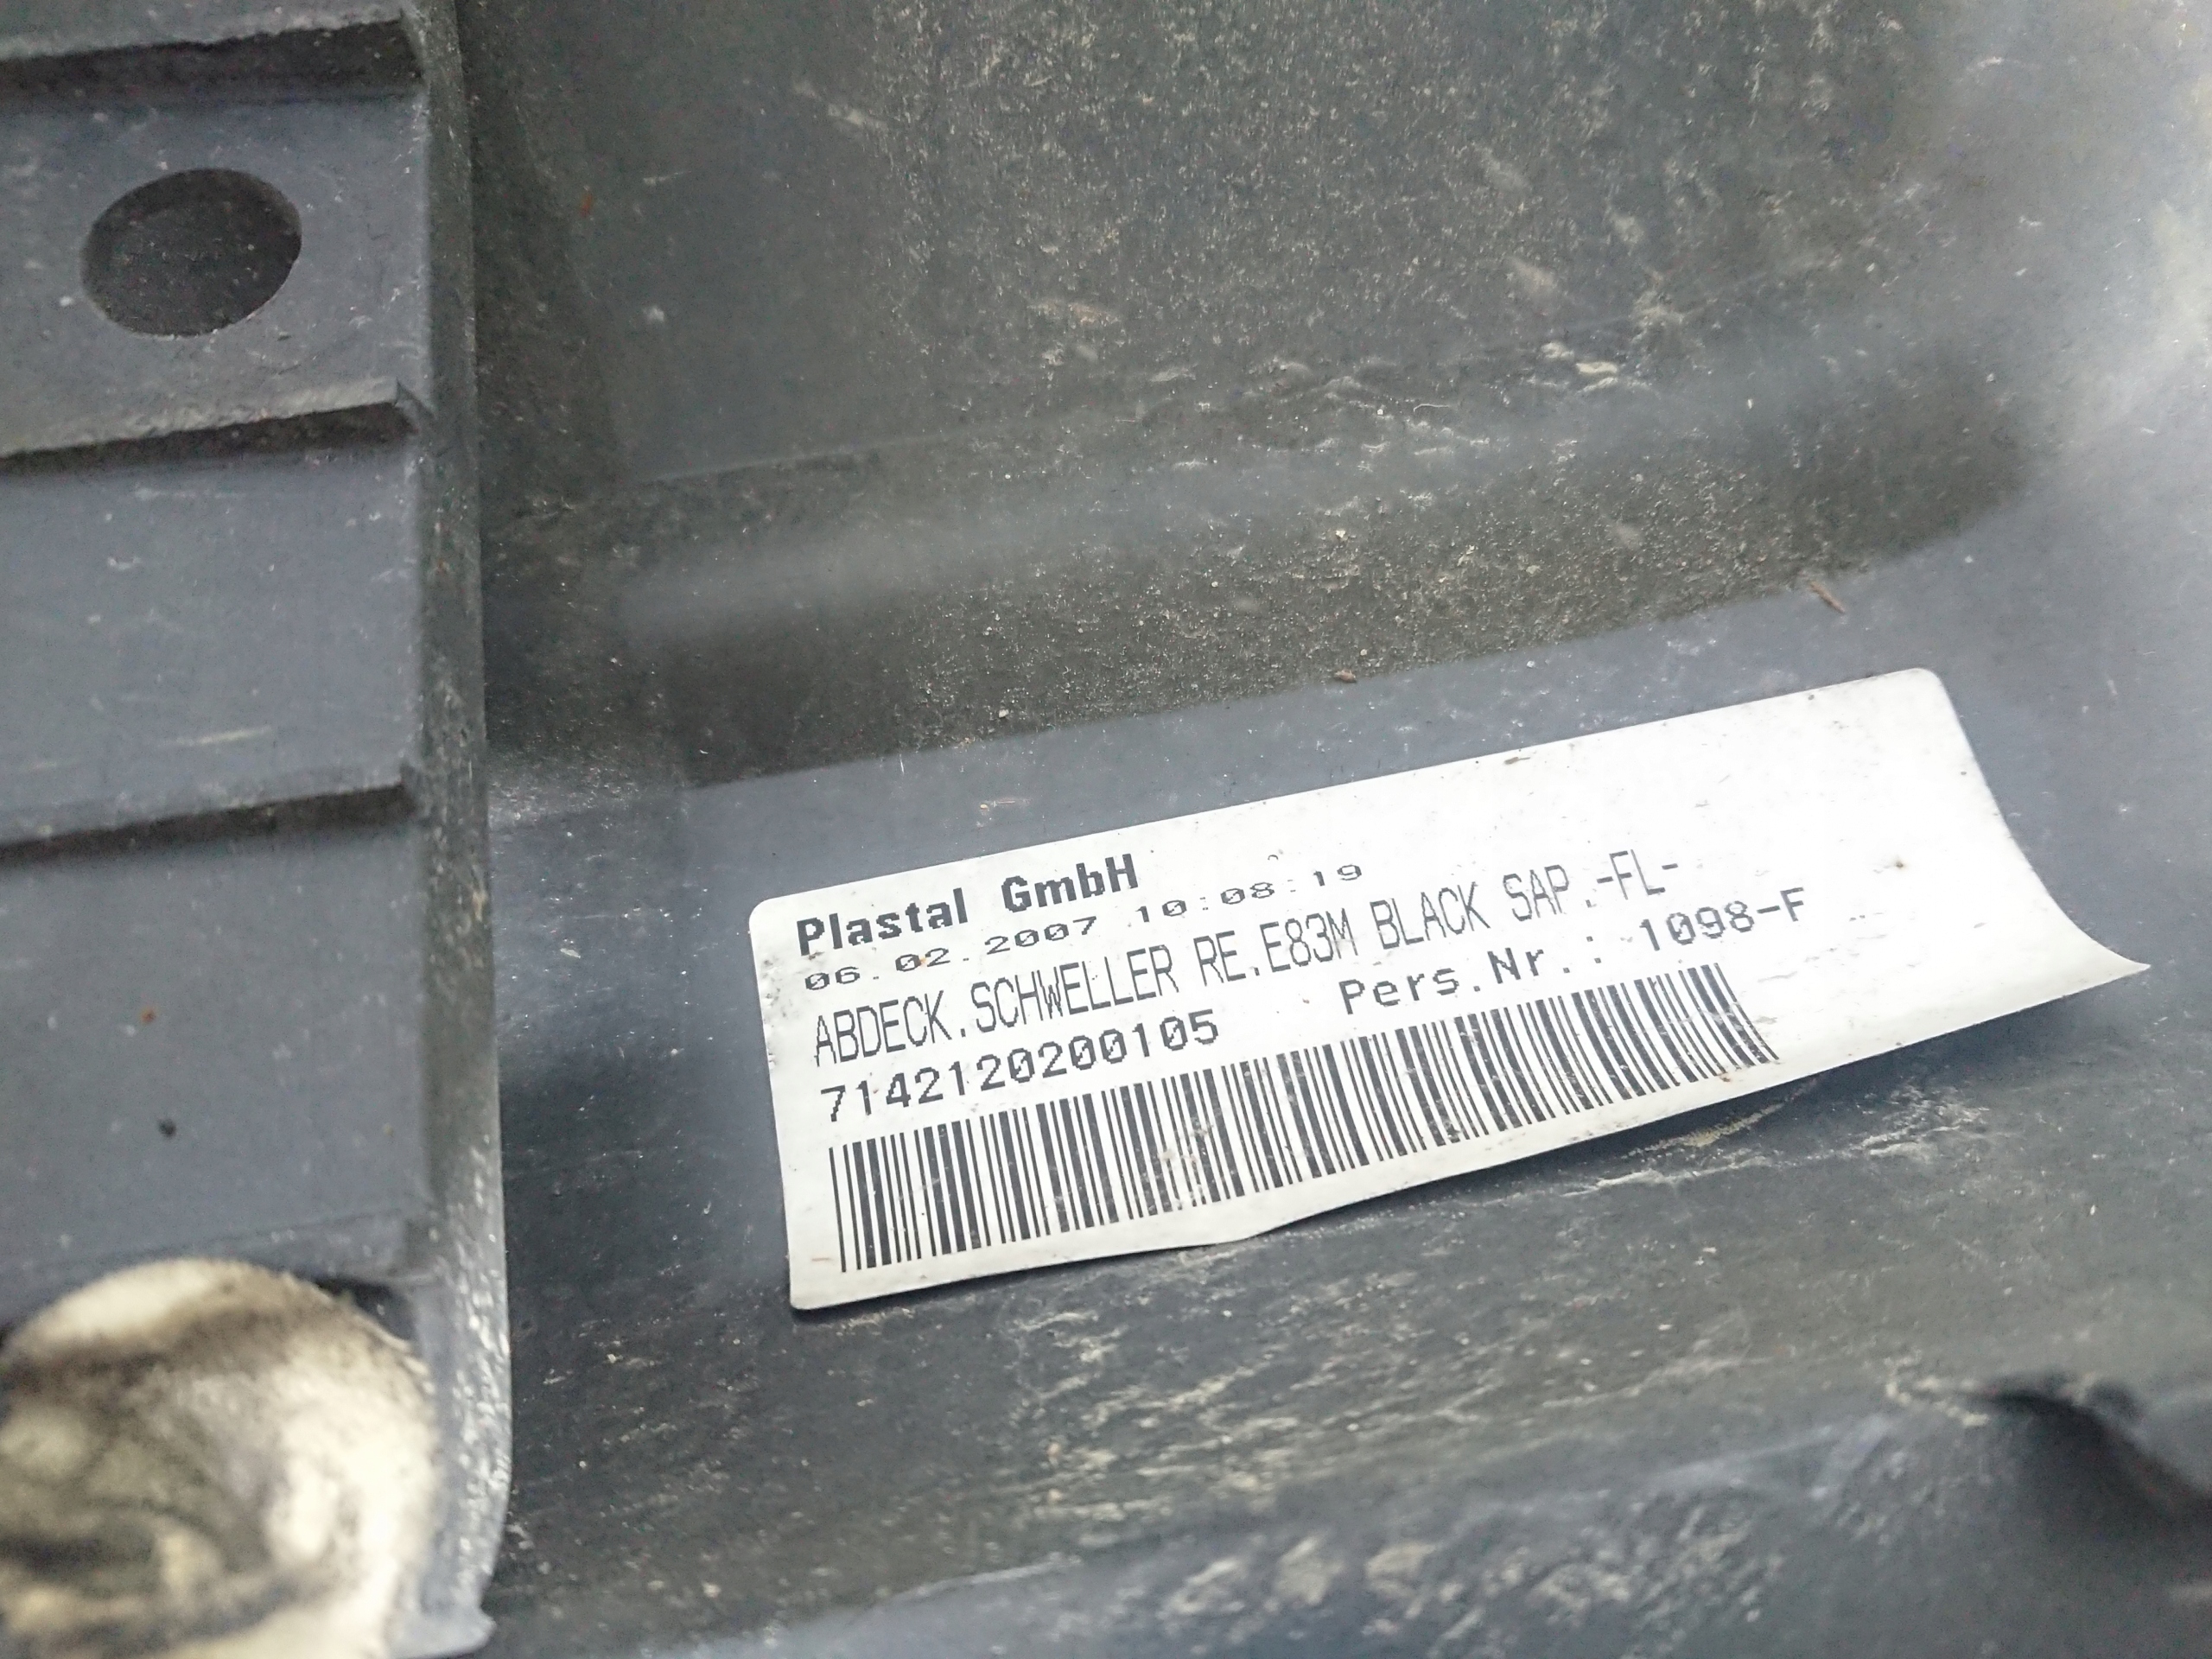 Plastal GmbH
06.02.2007 10:08:19
ABDECK.SCHWELLER RE.E83M BLACK SAP.-FL-
7142120200105 Pers.Nr.: 1098-F